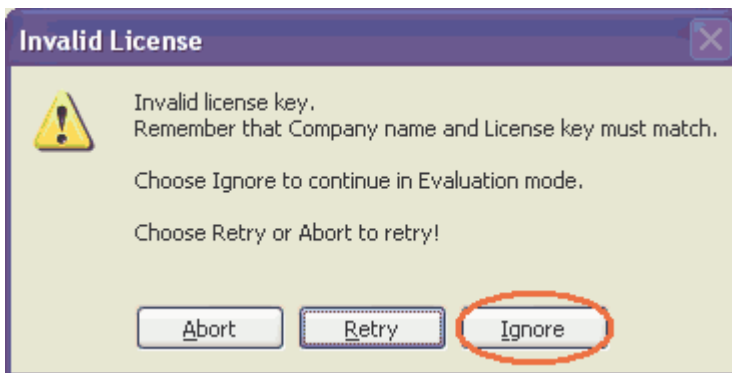 Invalid License
Invalid license key.
Remember that Company name and License key must match.
Choose Ignore to continue in Evaluation mode.
Choose Retry or Abort to retry!
Abort Retry Ignore